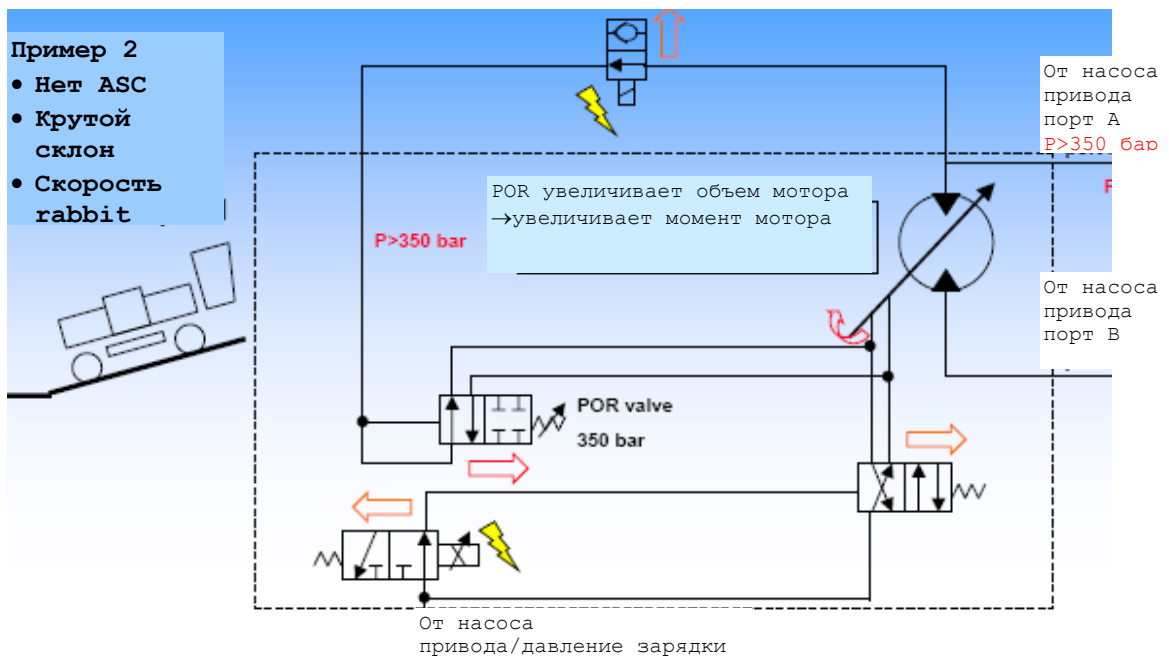 Пример 2
• Нет ASC
• Крутой
склон
• Скорость
rabbit
От насоса
привода
порт А
P>350 бар
POR увеличивает объем мотора
→увеличивает момент мотора
P>350 bar
От насоса
привода
порт В
POR valve
350 bar
От насоса
привода/давление зарядки